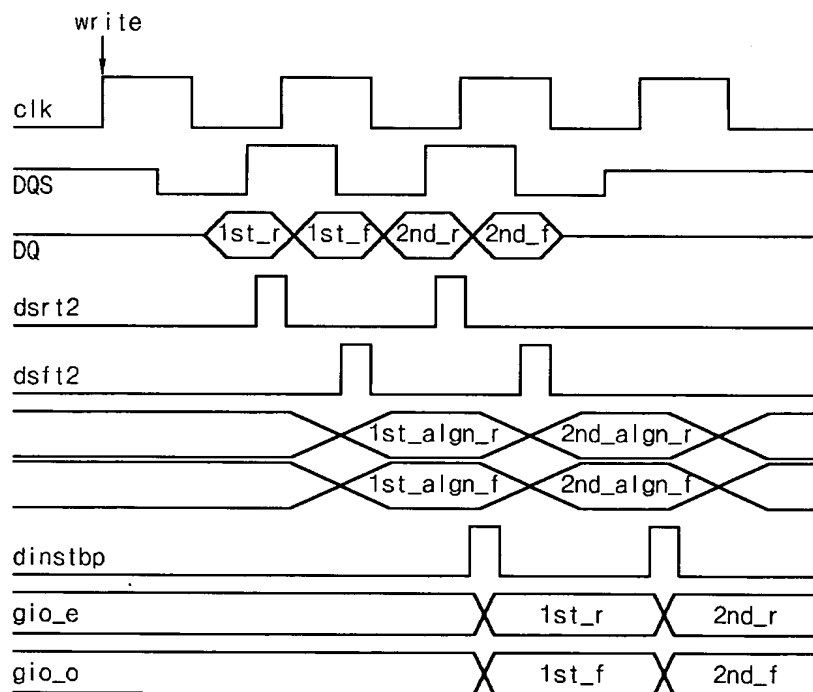 write
clk
DQS
DQ 1st_r 1st_f 2nd_r 2nd_f
dsrt2
dsft2
1st_algn_r 2nd_algn_r
1st_algn_f 2nd_algn_f
dinstbp
gio_e 1st_r 2nd_r
gio_o 1st_f 2nd_f